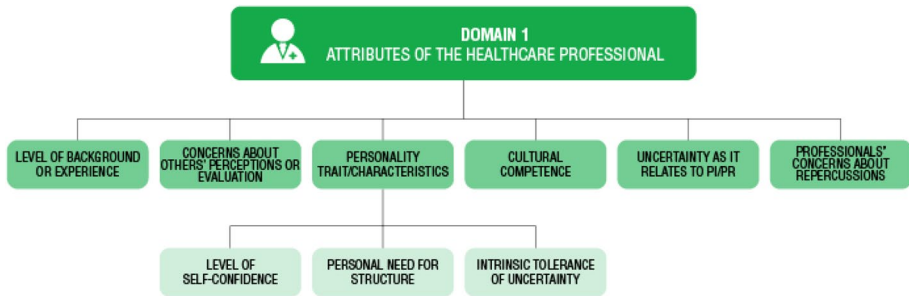 DOMAIN 1
ATTRIBUTES OF THE HEALTHCARE PROFESSIONAL
LEVEL OF BACKGROUND
OR EXPERIENCE
CONCERNS ABOUT
OTHERS' PERCEPTIONS OR
EVALUATION
PERSONALITY
TRAIT/CHARACTERISTICS
CULTURAL
COMPETENCE
UNCERTAINTY AS IT
RELATES TO PI/PR
PROFESSIONALS"
CONCERNS ABOUT
REPERCUSSIONS
LEVEL OF
SELF-CONFIDENCE
PERSONAL NEED FOR
STRUCTURE
INTRINSIC TOLERANCE
OF UNCERTAINTY